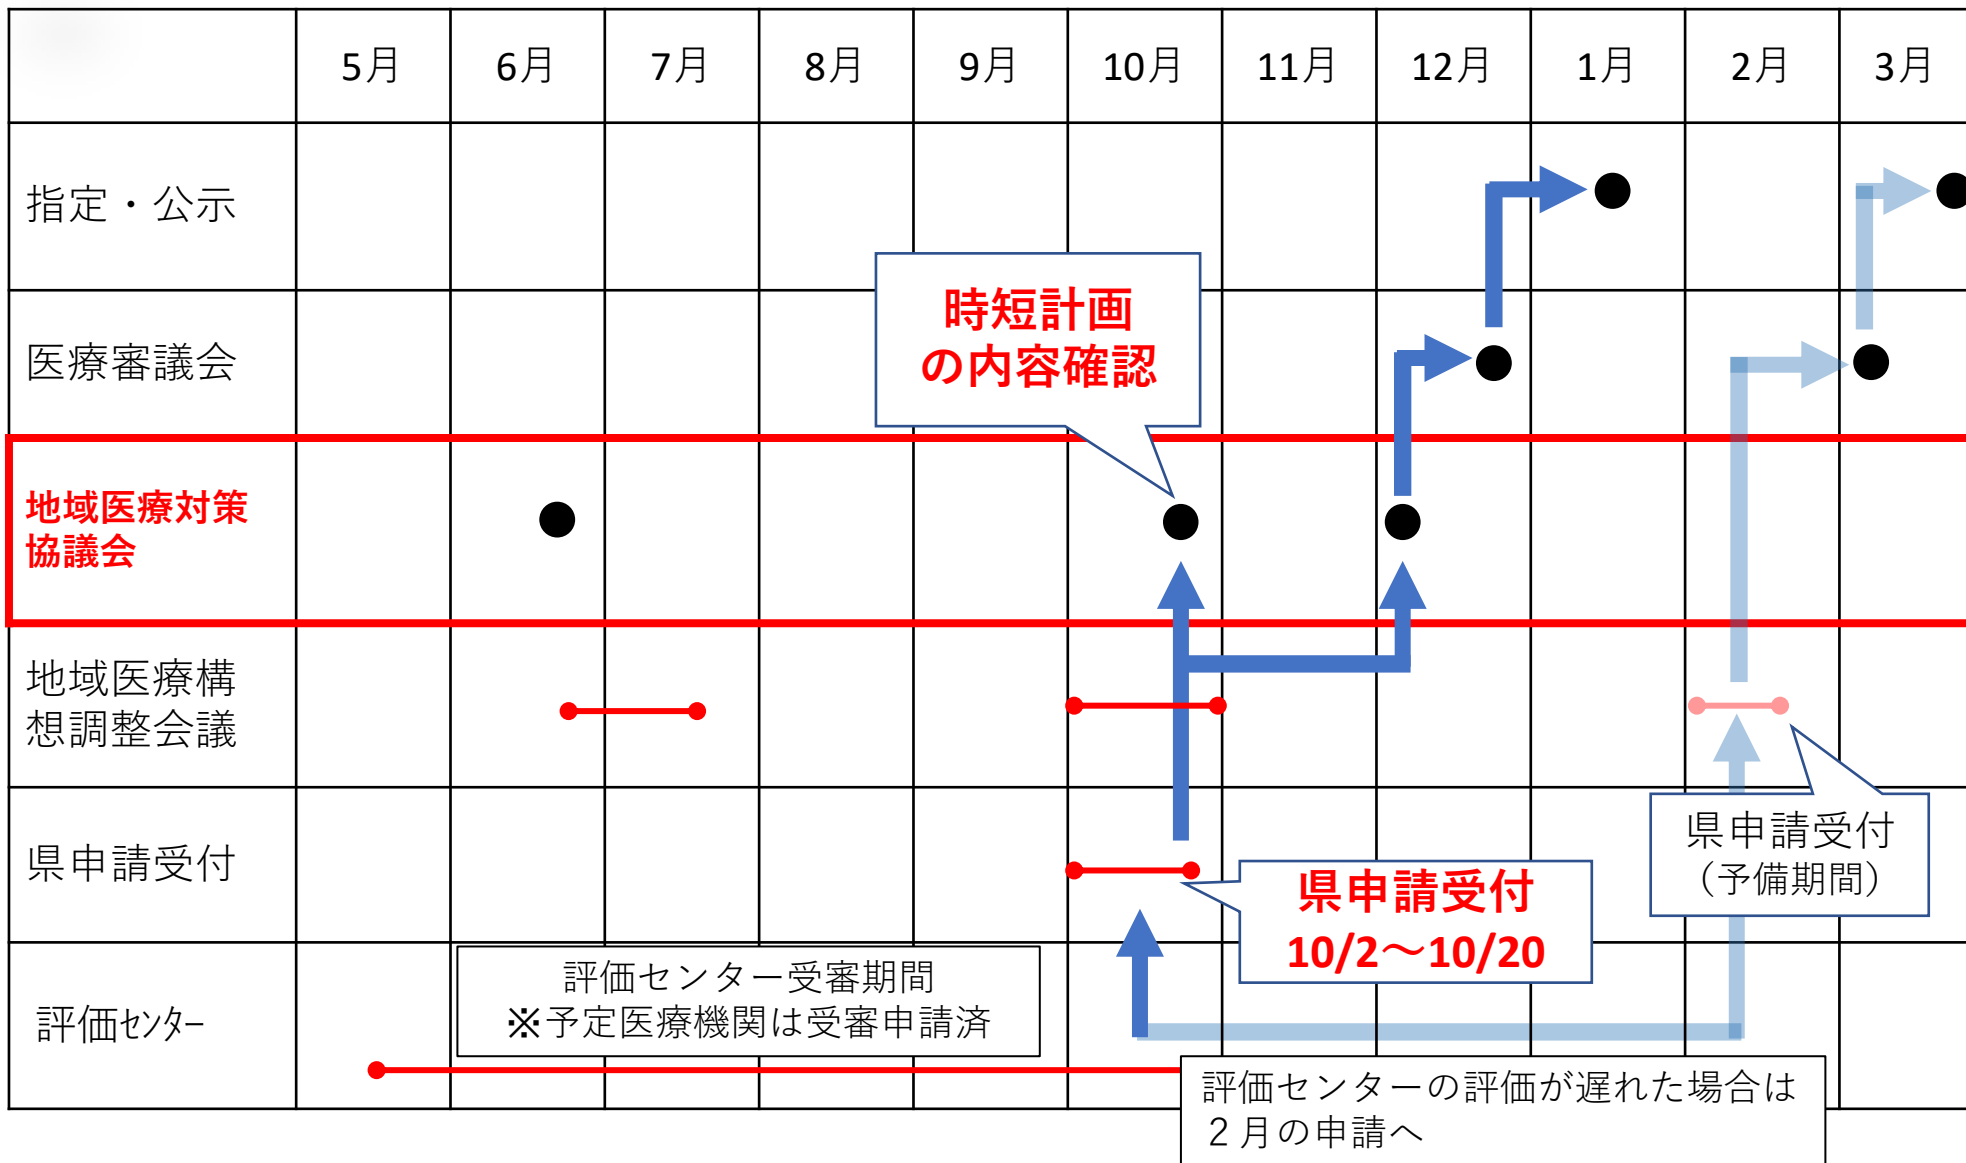 5月 6月 7月 8月 9月 10月 11月 12月 1月 2月 3月
指定・公示
時短計画
の内容確認
医療審議会
地域医療対策
協議会
地域医療構
想調整会議
県申請受付
県申請受付
10/2～10/20
県申請受付
（予備期間）
評価センター
評価センター受審期間
※予定医療機関は受審申請済
評価センターの評価が遅れた場合は
２月の申請へ